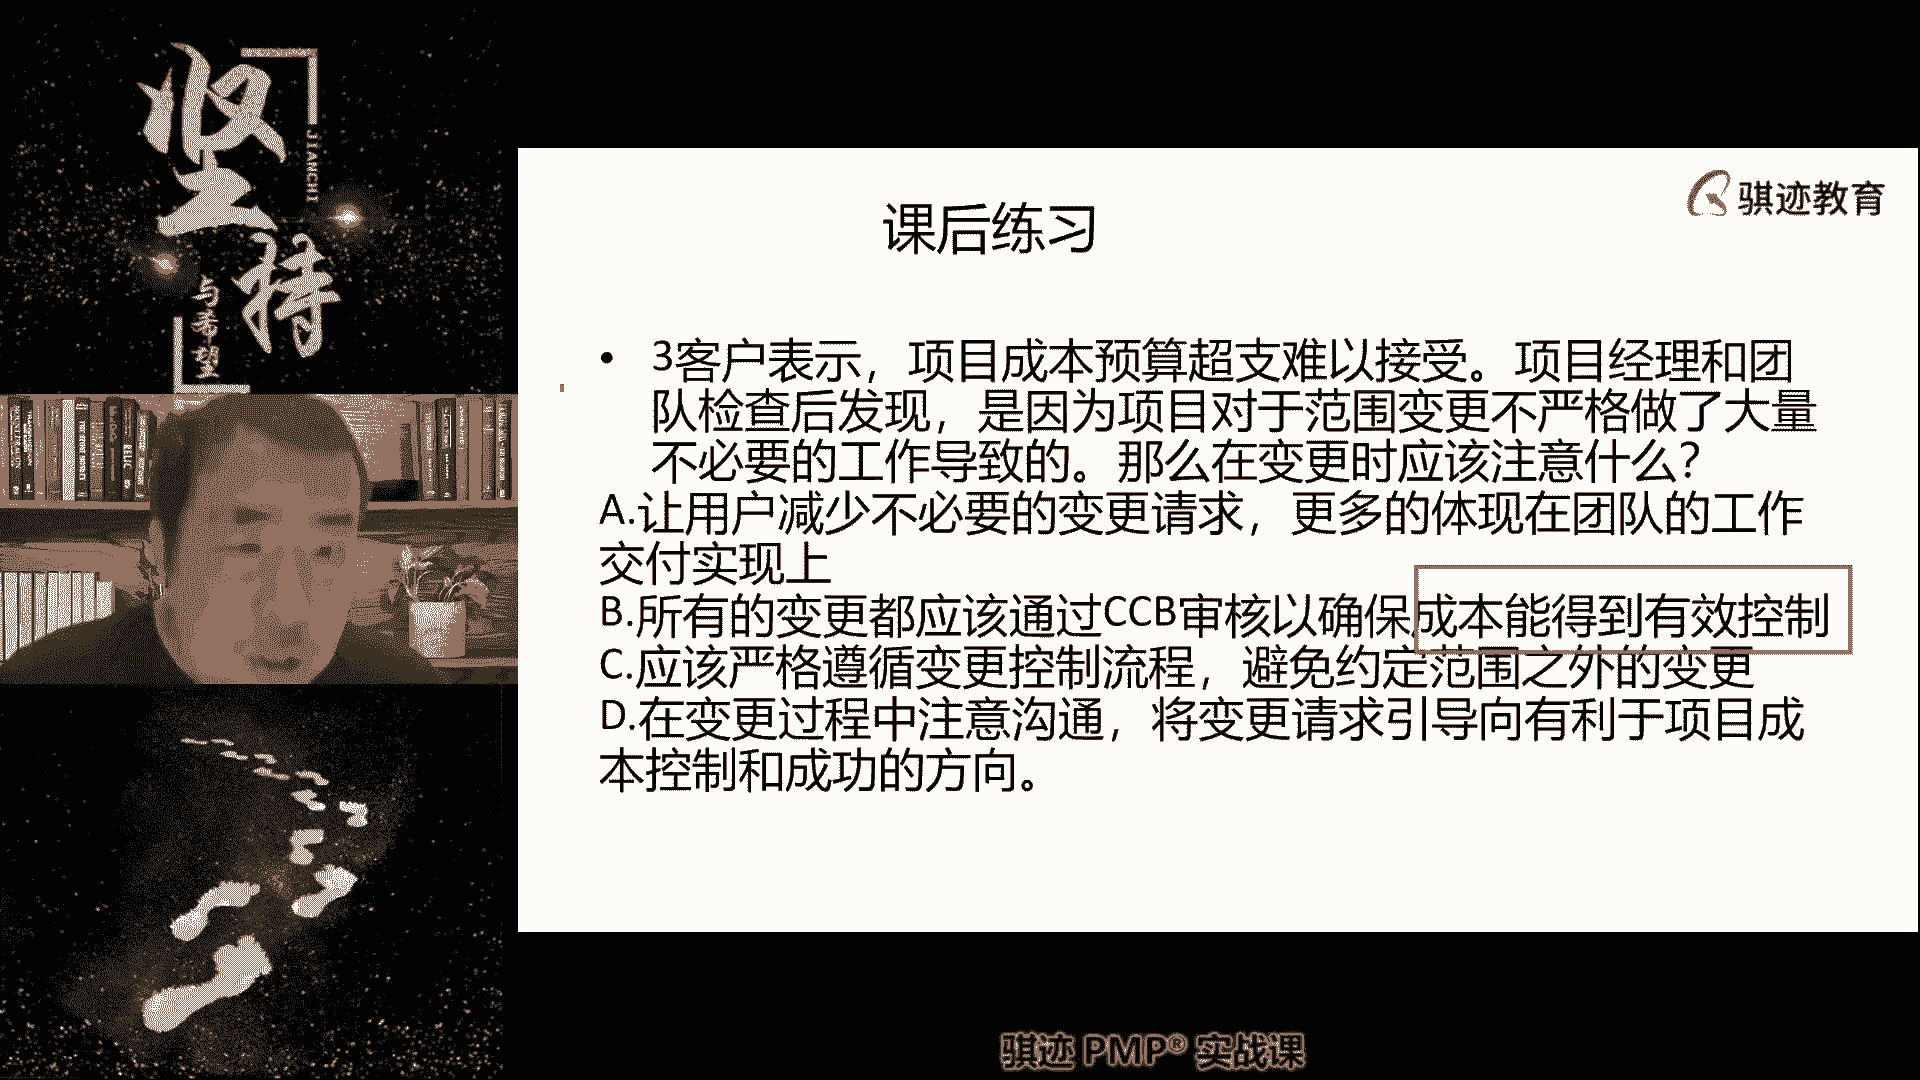 坚持
JIANCHI
与希望
骐迹教育
课后练习
• 3客户表示，项目成本预算超支难以接受。项目经理和团
队检查后发现，是因为项目对于范围变更不严格做了大量
不必要的工作导致的。那么在变更时应该注意什么？
A.让用户减少不必要的变更请求，更多的体现在团队的工作
交付实现上
B.所有的变更都应该通过CCB审核以确保成本能得到有效控制
C.应该严格遵循变更控制流程，避免约定范围之外的变更
D.在变更过程中注意沟通，将变更请求引导向有利于项目成
本控制和成功的方向。
骐迹 PMP® 实战课